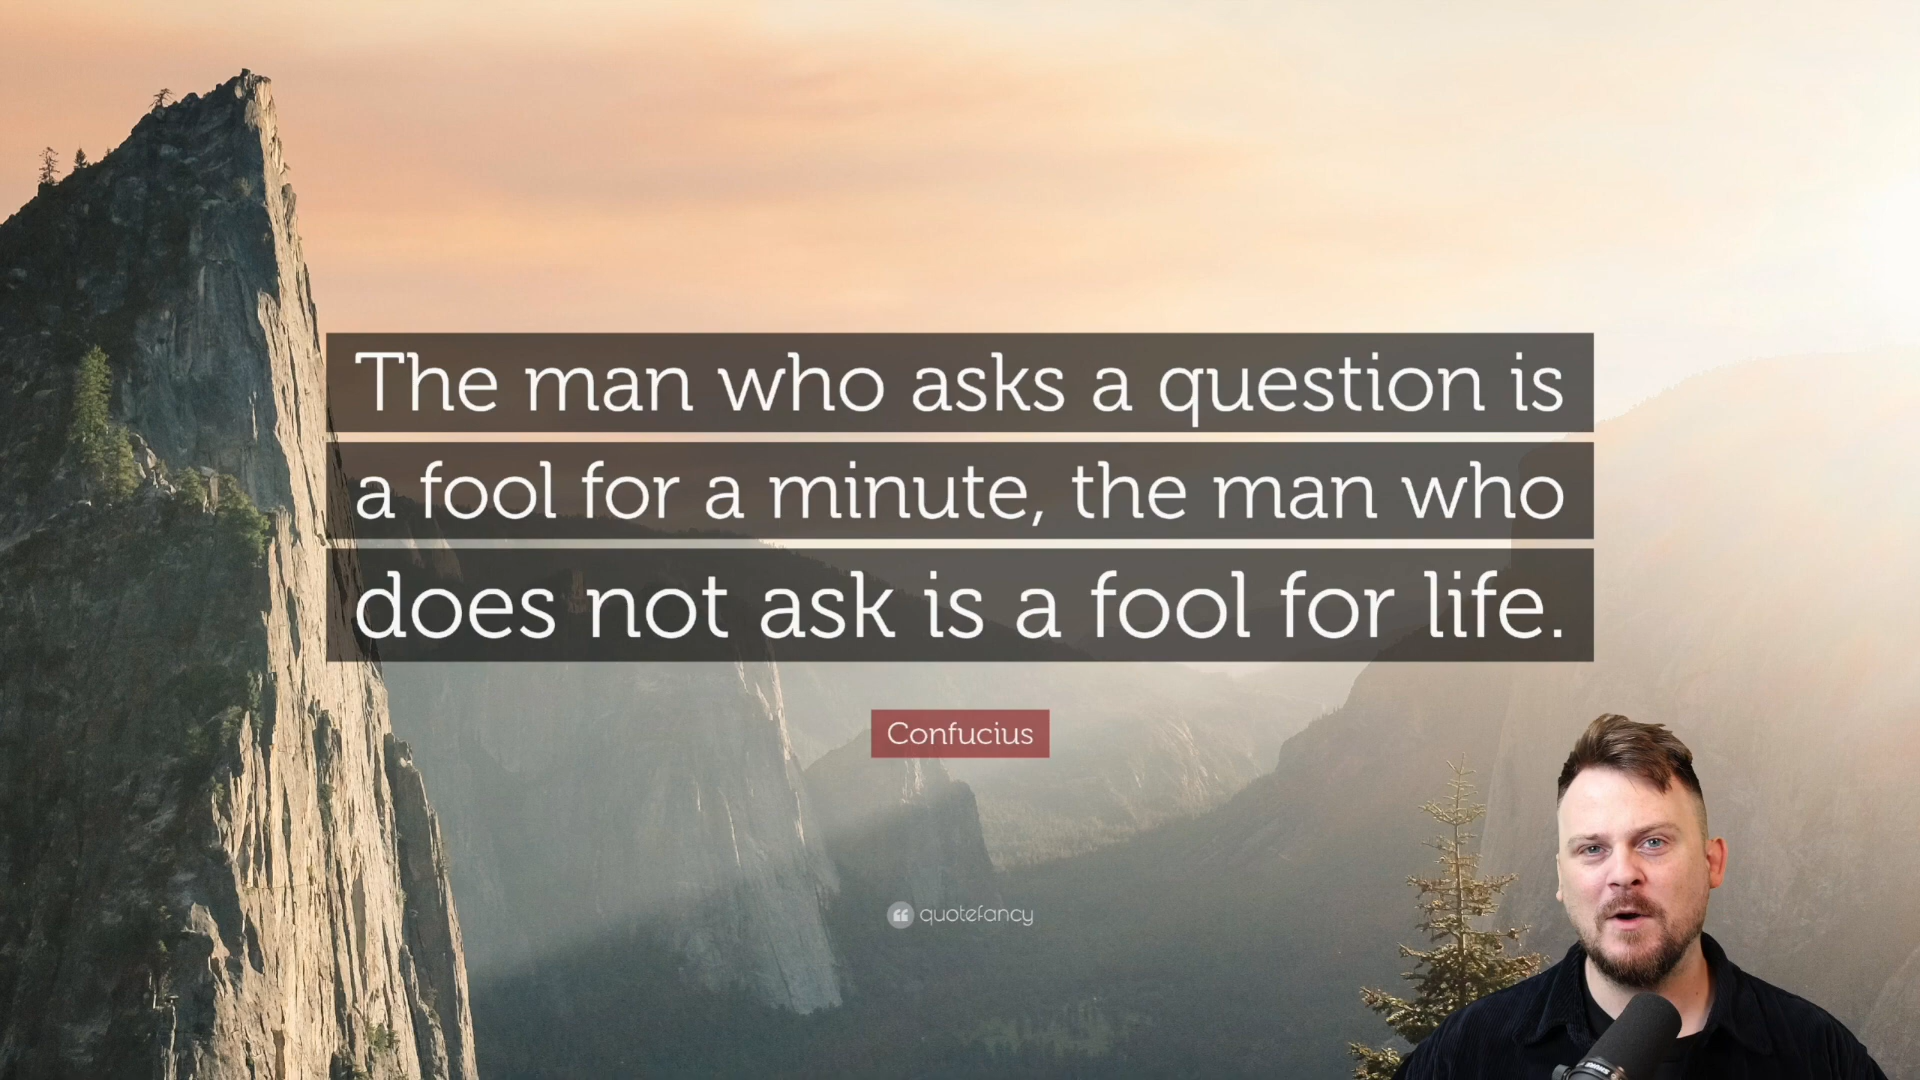 The man who asks a question is
a fool for a minute, the man who
does not ask is a fool for life.
Confucius
quotefancy